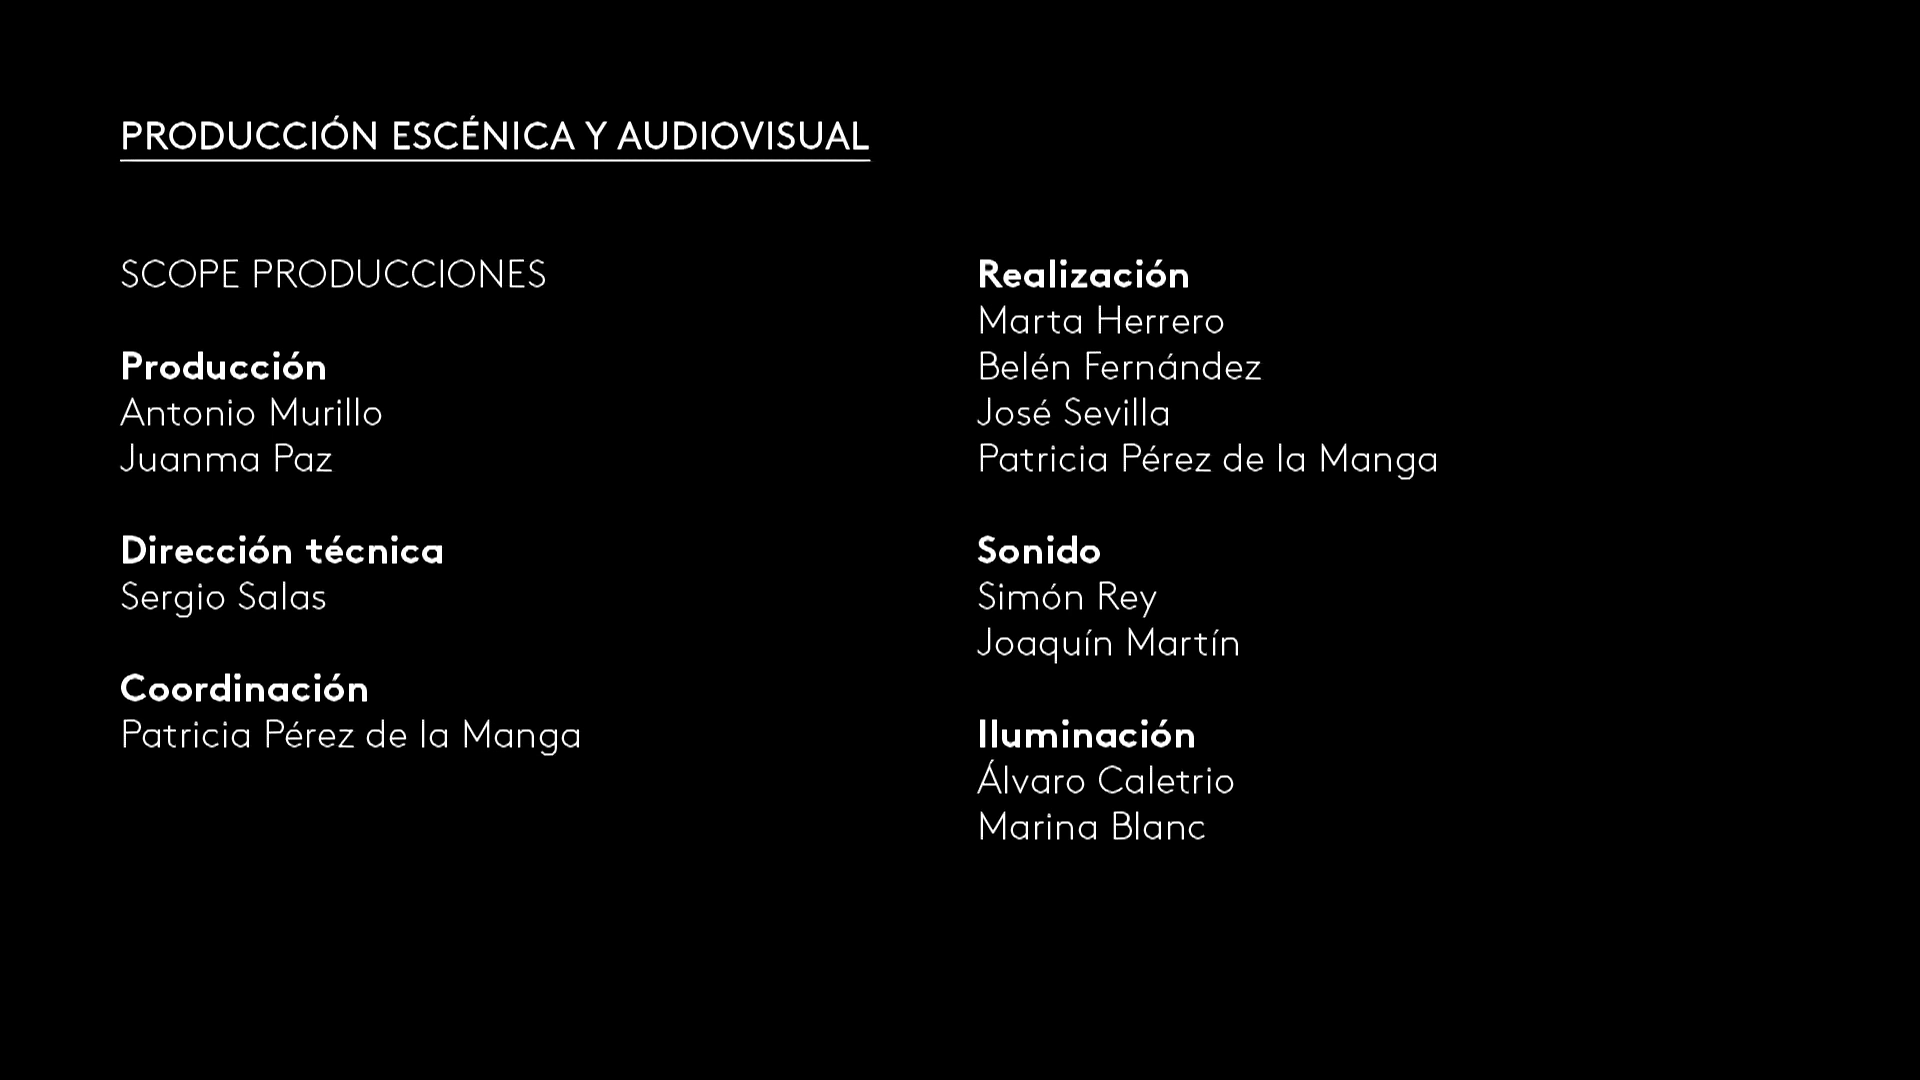 PRODUCCIÓN ESCÉNICA Y AUDIOVISUAL
SCOPE PRODUCCIONES
Producción
Antonio Murillo
Juanma Paz
Dirección técnica
Sergio Salas
Coordinación
Patricia Pérez de la Manga
Realización
Marta Herrero
Belén Fernández
José Sevilla
Patricia Pérez de la Manga
Sonido
Simón Rey
Joaquín Martín
Iluminación
Álvaro Caletrio
Marina Blanc